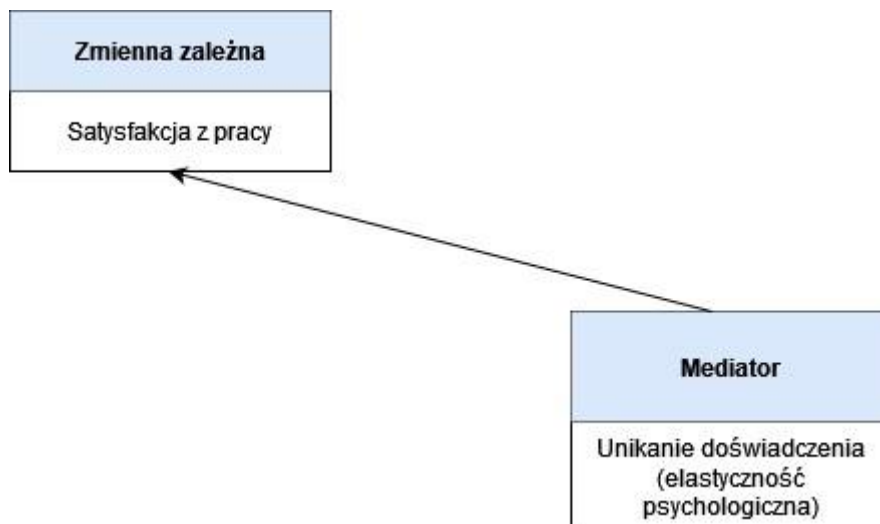 Zmienna zależna
Satysfakcja z pracy
Mediator
Unikanie doświadczenia
(elastyczność
psychologiczna)